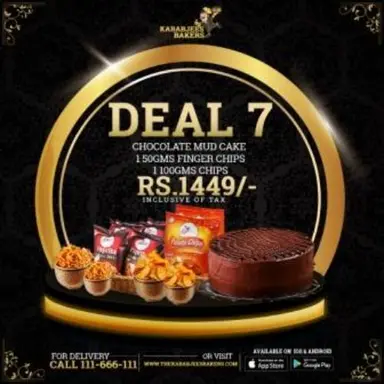 KABABJEES
BAKERS
DEAL 7
CHOCOLATE MUD CAKE
1 50GMS FINGER CHIPS
1 100GMS CHIPS
RS.1449/-
INCLUSIVE OF TAX
FOR DELIVERY
CALL 111-666-111
OR VISIT
WWW.THEKABABJEESBAKERS.COM
AVAILABLE ON IOS & ANDROID
App Store
Google Play